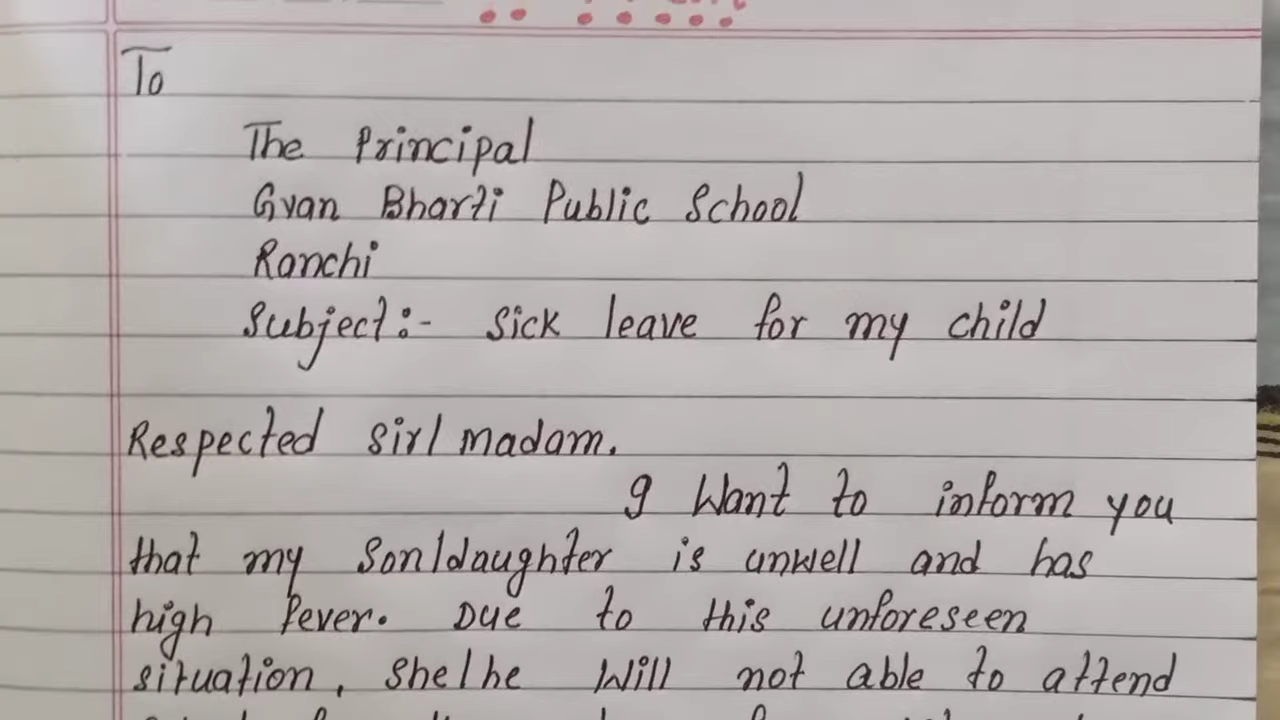 To
The Principal
Gyan Bharti Public School
Ranchi
Subject:- Sick leave for my child
Respected sir/madam.
I want to inform you
that my Son/daughter is unwell and has
high fever. Due to this unforeseen
situation, She/he will not able to attend